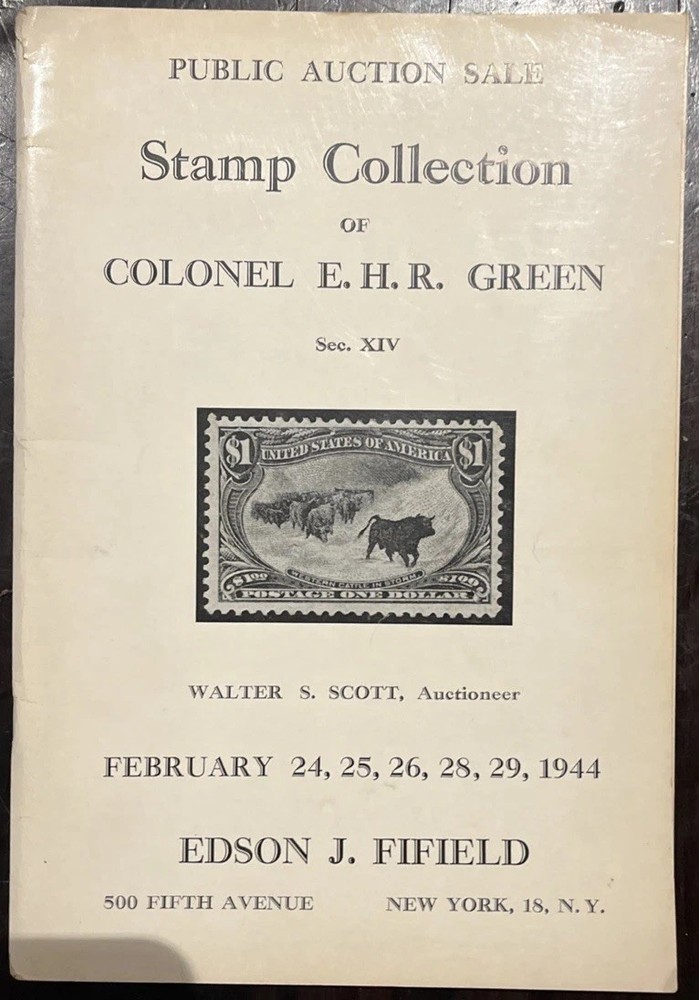 PUBLIC AUCTION SALE
Stamp Collection
OF
COLONEL E. H. R. GREEN
Sec. XIV
$1 UNITED STATES OF AMERICA $1
WESTERN CATTLE IN STORM.
$1.00 $1.00
POSTAGE ONE DOLLAR
WALTER S. SCOTT, Auctioneer
FEBRUARY 24, 25, 26, 28, 29, 1944
EDSON J. FIFIELD
500 FIFTH AVENUE NEW YORK, 18, N. Y.